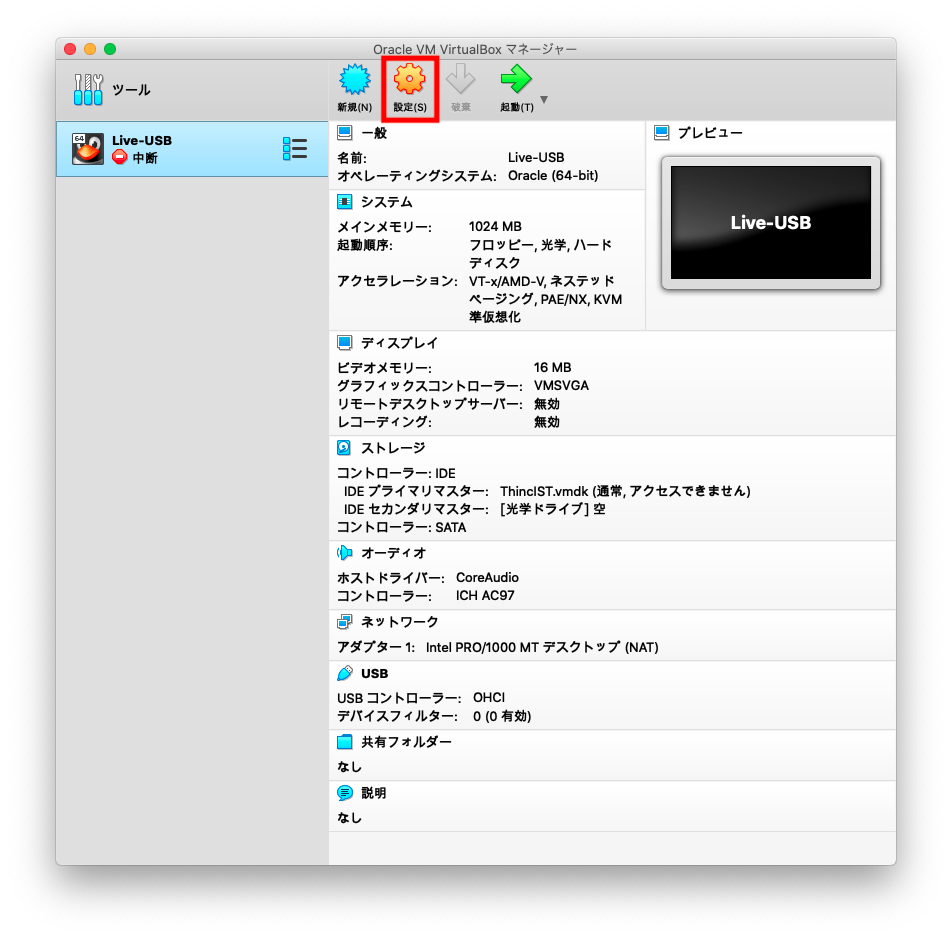 Oracle VM VirtualBox マネージャー
ツール
新規(N)
設定(S)
破棄
起動(T)
64
Live-USB
中断
一般
名前: Live-USB
オペレーティングシステム: Oracle (64-bit)
システム
メインメモリー: 1024 MB
起動順序: フロッピー, 光学, ハード
ディスク
アクセラレーション: VT-x/AMD-V, ネステッド
ページング, PAE/NX, KVM
準仮想化
プレビュー
Live-USB
ディスプレイ
ビデオメモリー: 16 MB
グラフィックスコントローラー: VMSVGA
リモートデスクトップサーバー: 無効
レコーディング: 無効
ストレージ
コントローラー: IDE
IDE プライマリマスター: ThincIST.vmdk (通常, アクセスできません)
IDE セカンダリマスター: [光学ドライブ] 空
コントローラー: SATA
オーディオ
ホストドライバー: CoreAudio
コントローラー: ICH AC97
ネットワーク
アダプター 1: Intel PRO/1000 MT デスクトップ (NAT)
USB
USB コントローラー: OHCI
デバイスフィルター: 0 (0 有効)
共有フォルダー
なし
説明
なし